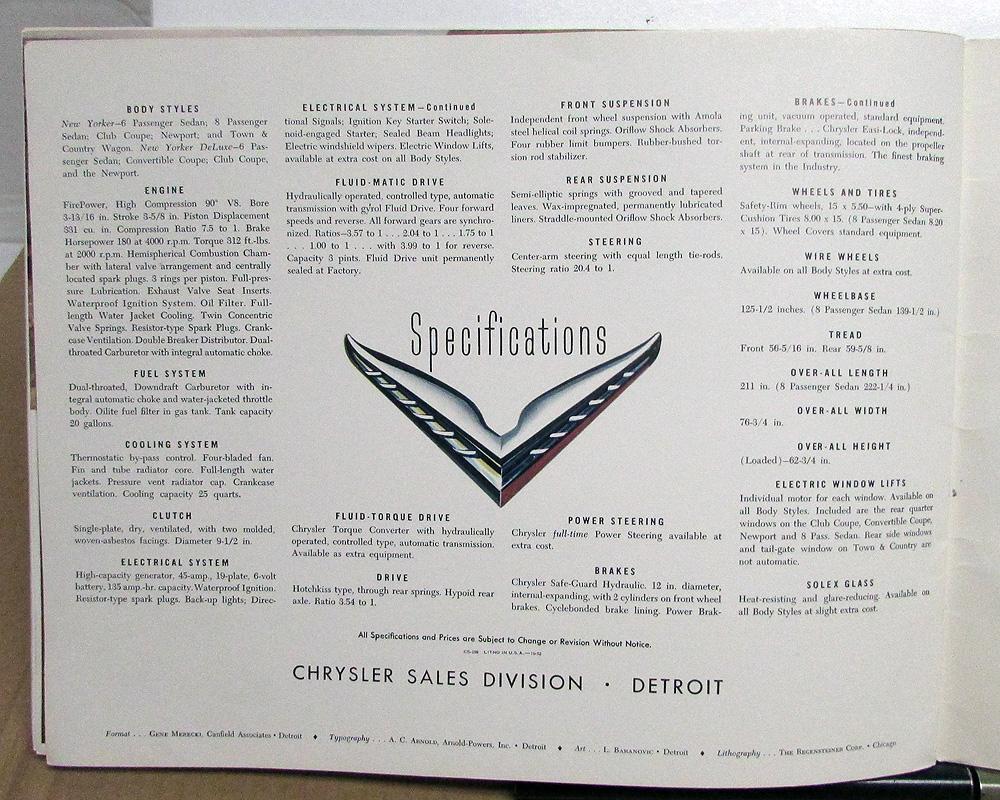 BODY STYLES
New Yorker—6 Passenger Sedan; 8 Passenger
Sedan; Club Coupe; Newport; and Town &
Country Wagon. New Yorker DeLuxe—6 Pas-
senger Sedan; Convertible Coupe; Club Coupe,
and the Newport.
ENGINE
FirePower, High Compression 90° V8. Bore
3-13/16 in. Stroke 3-5/8 in. Piston Displacement
331 cu. in. Compression Ratio 7.5 to 1. Brake
Horsepower 180 at 4000 r.p.m. Torque 312 ft.-lbs.
at 2000 r.p.m. Hemispherical Combustion Cham-
ber with lateral valve arrangement and centrally
located spark plugs. 3 rings per piston. Full-pres-
sure Lubrication. Exhaust Valve Seat Inserts.
Waterproof Ignition System. Oil Filter. Full-
length Water Jacket Cooling. Twin Concentric
Valve Springs. Resistor-type Spark Plugs. Crank-
case Ventilation. Double Breaker Distributor. Dual-
throated Carburetor with integral automatic choke.
FUEL SYSTEM
Dual-throated, Downdraft Carburetor with in-
tegral automatic choke and water-jacketed throttle
body. Oilite fuel filter in gas tank. Tank capacity
20 gallons.
COOLING SYSTEM
Thermostatic by-pass control. Four-bladed fan.
Fin and tube radiator core. Full-length water
jackets. Pressure vent radiator cap. Crankcase
ventilation. Cooling capacity 25 quarts.
CLUTCH
Single-plate, dry, ventilated, with two molded,
woven-asbestos facings. Diameter 9-1/2 in.
ELECTRICAL SYSTEM
High-capacity generator, 45-amp., 19-plate, 6-volt
battery, 135 amp.-hr. capacity. Waterproof Ignition.
Resistor-type spark plugs. Back-up lights; Direc-
ELECTRICAL SYSTEM—Continued
tional Signals; Ignition Key Starter Switch; Sole-
noid-engaged Starter; Sealed Beam Headlights;
Electric windshield wipers. Electric Window Lifts,
available at extra cost on all Body Styles.
FLUID-MATIC DRIVE
Hydraulically operated, controlled type, automatic
transmission with gyrol Fluid Drive. Four forward
speeds and reverse. All forward gears are synchro-
nized. Ratios—3.57 to 1 . . . 2.04 to 1 . . . 1.75 to 1
. . . 1.00 to 1 . . . with 3.99 to 1 for reverse.
Capacity 3 pints. Fluid Drive unit permanently
sealed at Factory.
FRONT SUSPENSION
Independent front wheel suspension with Amola
steel helical coil springs. Oriflow Shock Absorbers.
Four rubber limit bumpers. Rubber-bushed tor-
sion rod stabilizer.
REAR SUSPENSION
Semi-elliptic springs with grooved and tapered
leaves. Wax-impregnated, permanently lubricated
liners. Straddle-mounted Oriflow Shock Absorbers.
STEERING
Center-arm steering with equal length tie-rods.
Steering ratio 20.4 to 1.
Specifications
FLUID-TORQUE DRIVE
Chrysler Torque Converter with hydraulically
operated, controlled type, automatic transmission.
Available as extra equipment.
DRIVE
Hotchkiss type, through rear springs. Hypoid rear
axle. Ratio 3.54 to 1.
POWER STEERING
Chrysler full-time Power Steering available at
extra cost.
BRAKES
Chrysler Safe-Guard Hydraulic. 12 in. diameter,
internal-expanding, with 2 cylinders on front wheel
brakes. Cyclebonded brake lining. Power Brak-
BRAKES—Continued
ing unit, vacuum operated, standard equipment.
Parking Brake . . . Chrysler Easi-Lock, independ-
ent, internal-expanding, located on the propeller
shaft at rear of transmission. The finest braking
system in the Industry.
WHEELS AND TIRES
Safety-Rim wheels, 15 x 5.50—with 4-ply Super-
Cushion Tires 8.00 x 15. (8 Passenger Sedan 8.20
x 15). Wheel Covers standard equipment.
WIRE WHEELS
Available on all Body Styles at extra cost.
WHEELBASE
125-1/2 inches. (8 Passenger Sedan 139-1/2 in.)
TREAD
Front 56-5/16 in. Rear 59-5/8 in.
OVER-ALL LENGTH
211 in. (8 Passenger Sedan 222-1/4 in.)
OVER-ALL WIDTH
76-3/4 in.
OVER-ALL HEIGHT
(Loaded)—62-3/4 in.
ELECTRIC WINDOW LIFTS
Individual motor for each window. Available on
all Body Styles. Included are the rear quarter
windows on the Club Coupe, Convertible Coupe,
Newport and 8 Pass. Sedan. Rear side windows
and tail-gate window on Town & Country are
not automatic.
SOLEX GLASS
Heat-resisting and glare-reducing. Available on
all Body Styles at slight extra cost.
All Specifications and Prices are Subject to Change or Revision Without Notice.
LITHO IN U.S.A.
CHRYSLER SALES DIVISION · DETROIT
Format . . . GENE MERECKI, Canfield Associates • Detroit ♦ Typography . . . A. C. ARNOLD, Arnold-Powers, Inc. • Detroit ♦ Art . . . L. BARANOVIC • Detroit ♦ Lithography . . . THE REGENSTEINER CORP. • Chicago